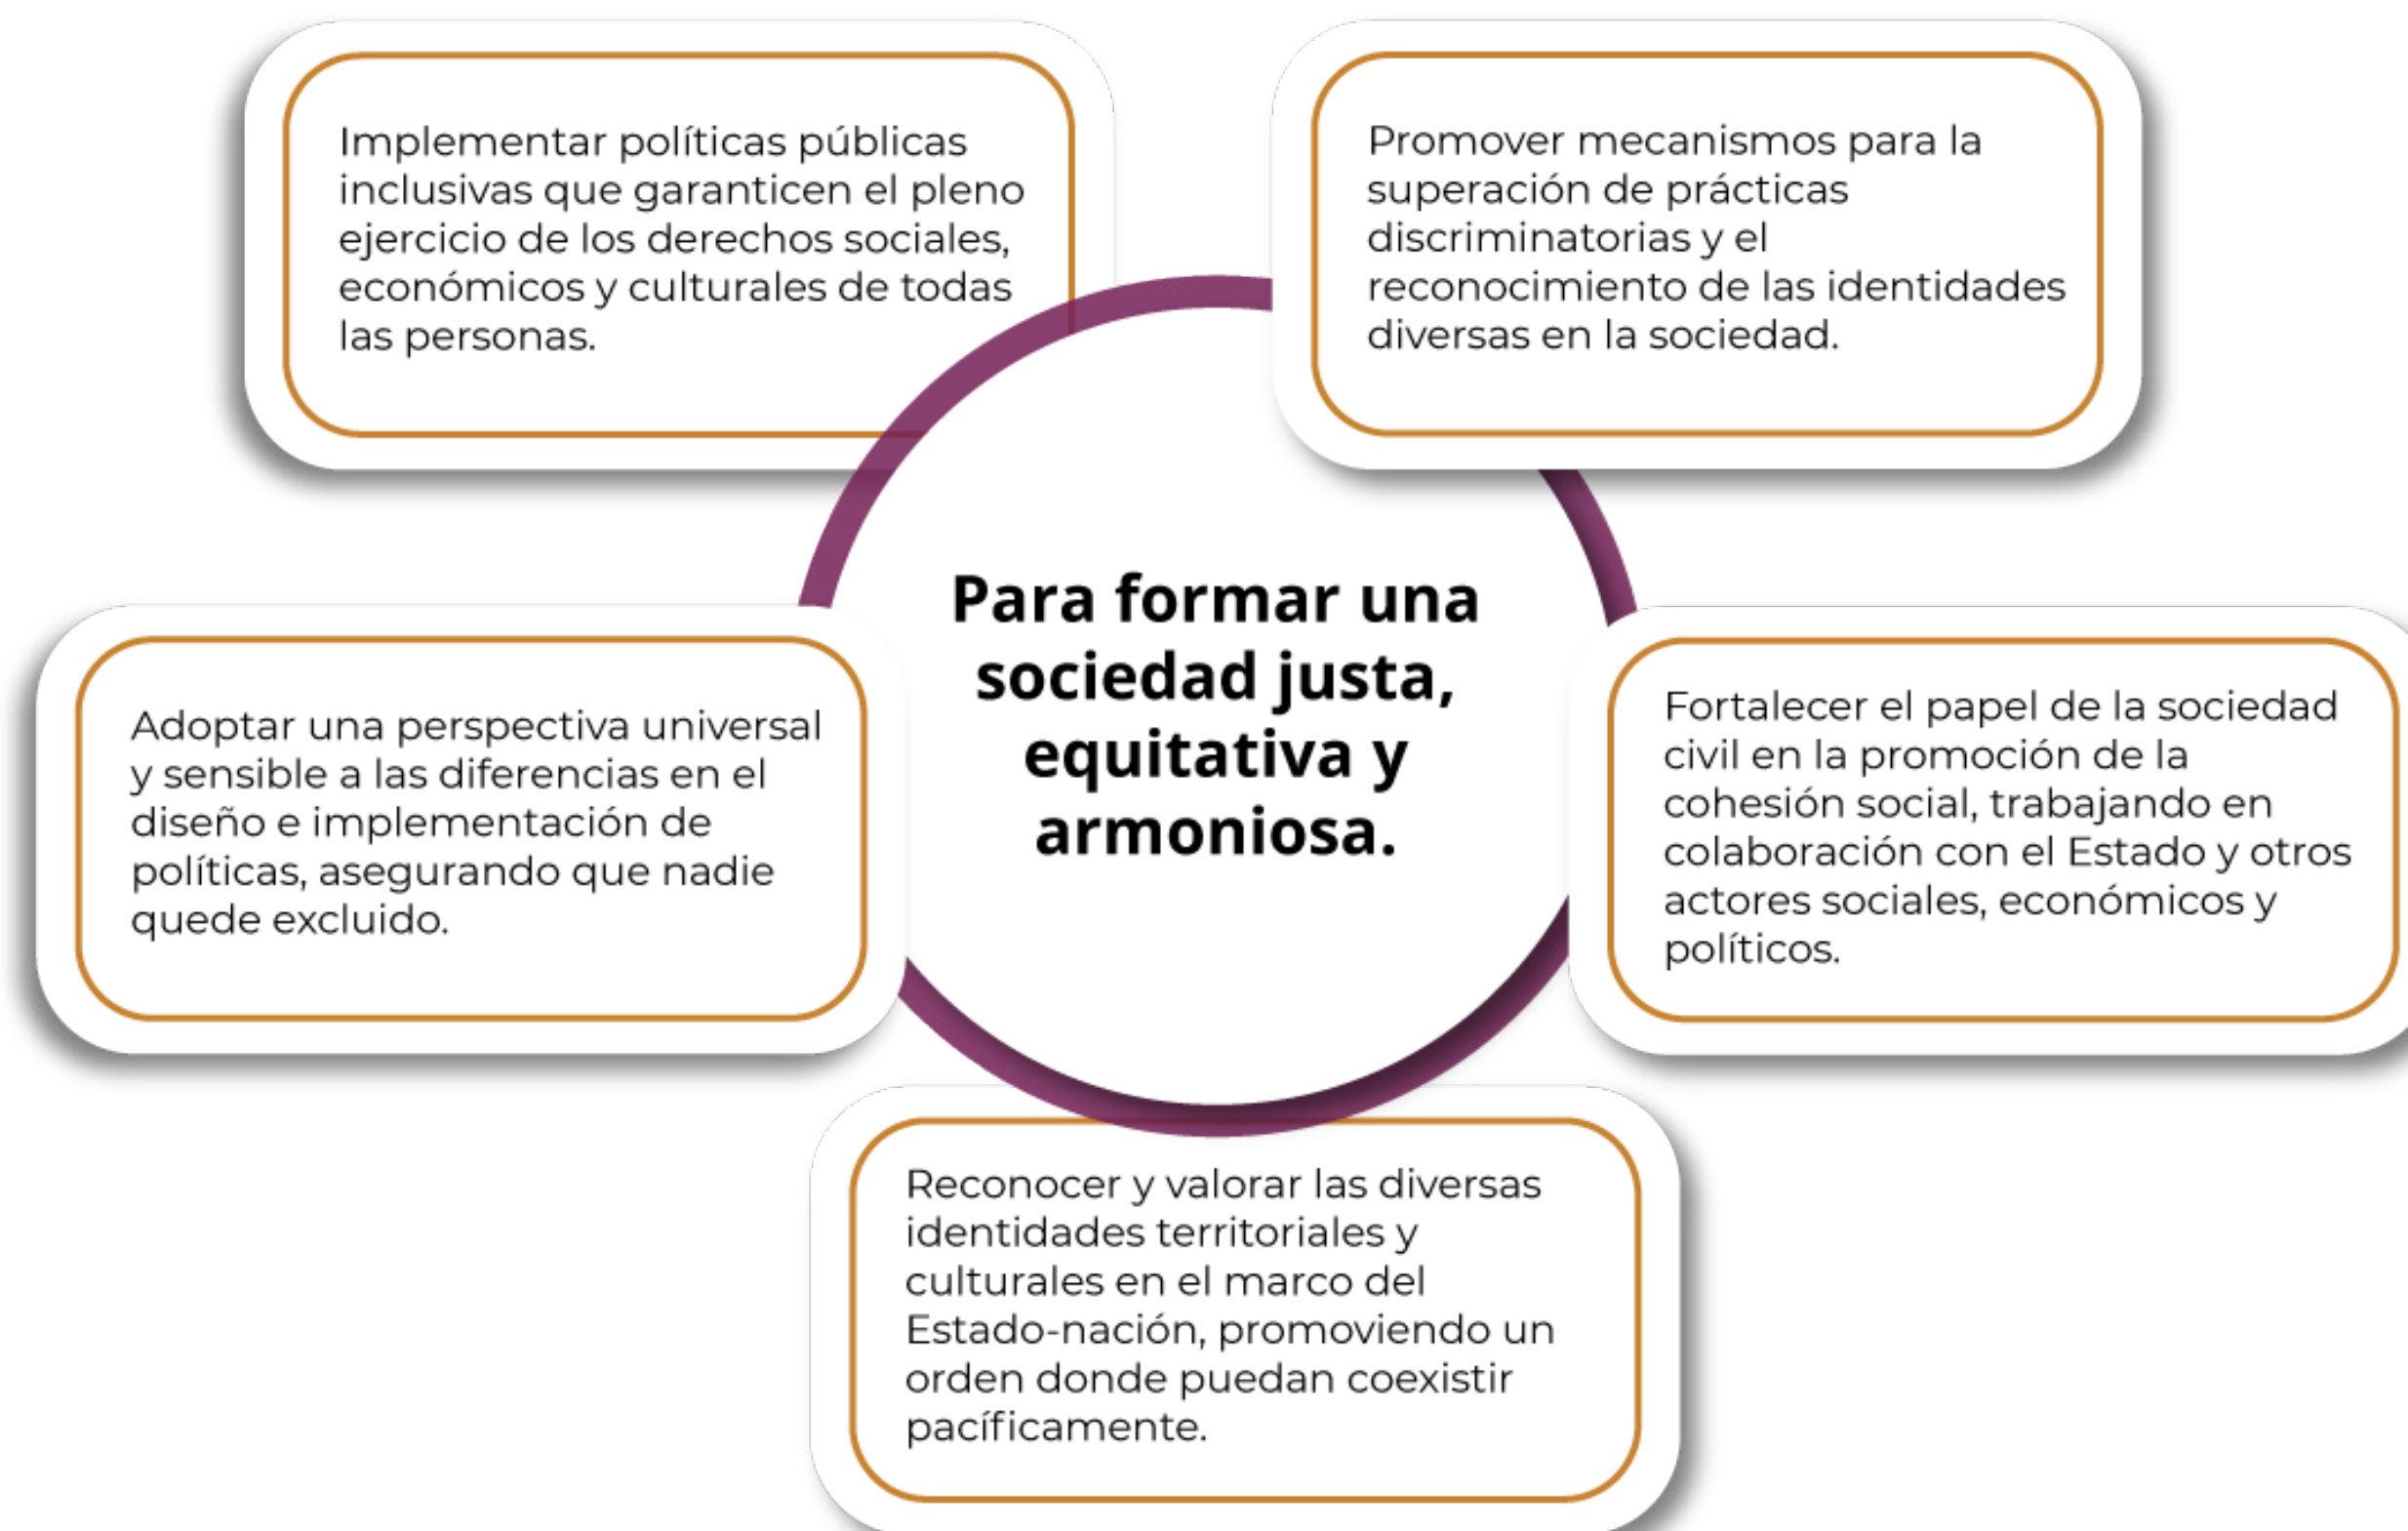 Implementar políticas públicas
inclusivas que garanticen el pleno
ejercicio de los derechos sociales,
económicos y culturales de todas
las personas.
Promover mecanismos para la
superación de prácticas
discriminatorias y el
reconocimiento de las identidades
diversas en la sociedad.
Para formar una
sociedad justa,
equitativa y
armoniosa.
Adoptar una perspectiva universal
y sensible a las diferencias en el
diseño e implementación de
políticas, asegurando que nadie
quede excluido.
Fortalecer el papel de la sociedad
civil en la promoción de la
cohesión social, trabajando en
colaboración con el Estado y otros
actores sociales, económicos y
políticos.
Reconocer y valorar las diversas
identidades territoriales y
culturales en el marco del
Estado-nación, promoviendo un
orden donde puedan coexistir
pacíficamente.